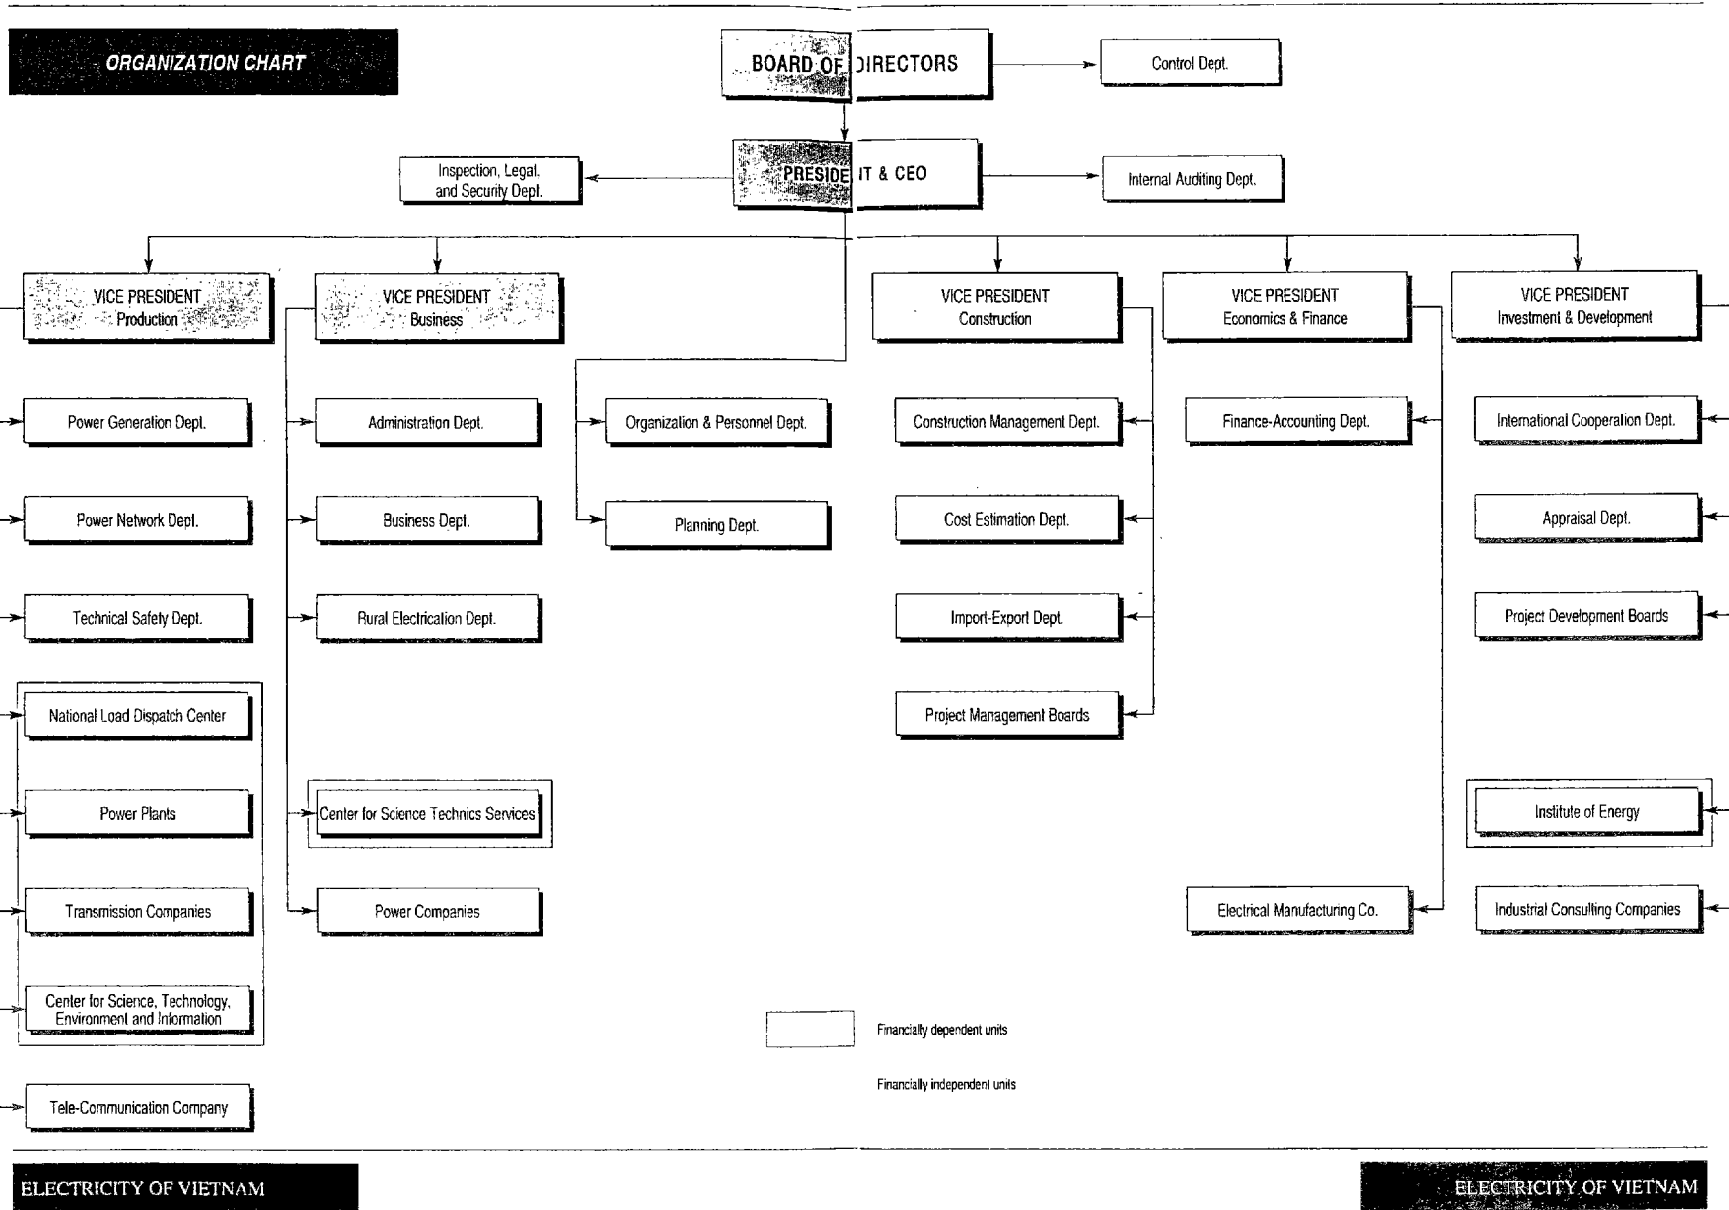 ORGANIZATION CHART
BOARD OF DIRECTORS
Control Dept.
Inspection, Legal,
and Security Dept.
PRESIDENT & CEO
Internal Auditing Dept.
VICE PRESIDENT
Production
VICE PRESIDENT
Business
VICE PRESIDENT
Construction
VICE PRESIDENT
Economics & Finance
VICE PRESIDENT
Investment & Development
Power Generation Dept.
Administration Dept.
Organization & Personnel Dept.
Construction Management Dept.
Finance-Accounting Dept.
International Cooperation Dept.
Power Network Dept.
Business Dept.
Planning Dept.
Cost Estimation Dept.
Appraisal Dept.
Technical Safety Dept.
Rural Electrication Dept.
Import-Export Dept.
Project Development Boards
National Load Dispatch Center
Project Management Boards
Power Plants
Center for Science Technics Services
Institute of Energy
Transmission Companies
Power Companies
Electrical Manufacturing Co.
Industrial Consulting Companies
Center for Science, Technology,
Environment and Information
Financially dependent units
Financially independent units
Tele-Communication Company
ELECTRICITY OF VIETNAM
ELECTRICITY OF VIETNAM